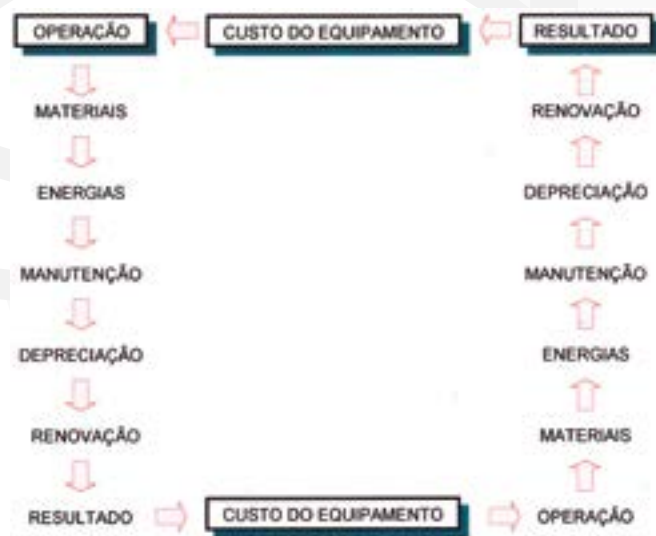 OPERAÇÃO
CUSTO DO EQUIPAMENTO
RESULTADO
MATERIAIS
RENOVAÇÃO
ENERGIAS
DEPRECIAÇÃO
MANUTENÇÃO
MANUTENÇÃO
DEPRECIAÇÃO
ENERGIAS
RENOVAÇÃO
MATERIAIS
RESULTADO
CUSTO DO EQUIPAMENTO
OPERAÇÃO